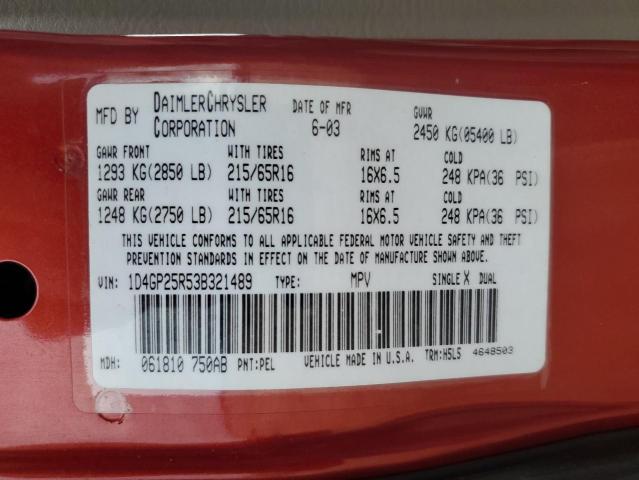 MFD BY DAIMLERCHRYSLER CORPORATION DATE OF MFR 6-03 GVWR 2450 KG(05400 LB)
GAWR FRONT WITH TIRES RIMS AT COLD
1293 KG(2850 LB) 215/65R16 16X6.5 248 KPA(36 PSI)
GAWR REAR WITH TIRES RIMS AT COLD
1248 KG(2750 LB) 215/65R16 16X6.5 248 KPA(36 PSI)
THIS VEHICLE CONFORMS TO ALL APPLICABLE FEDERAL MOTOR VEHICLE SAFETY AND THEFT
PREVENTION STANDARDS IN EFFECT ON THE DATE OF MANUFACTURE SHOWN ABOVE.
VIN: 1D4GP25R53B321489 TYPE: MPV SINGLE X DUAL
MDH: 061810 750AB PNT:PEL VEHICLE MADE IN U.S.A. TRM:H5L5 4648503